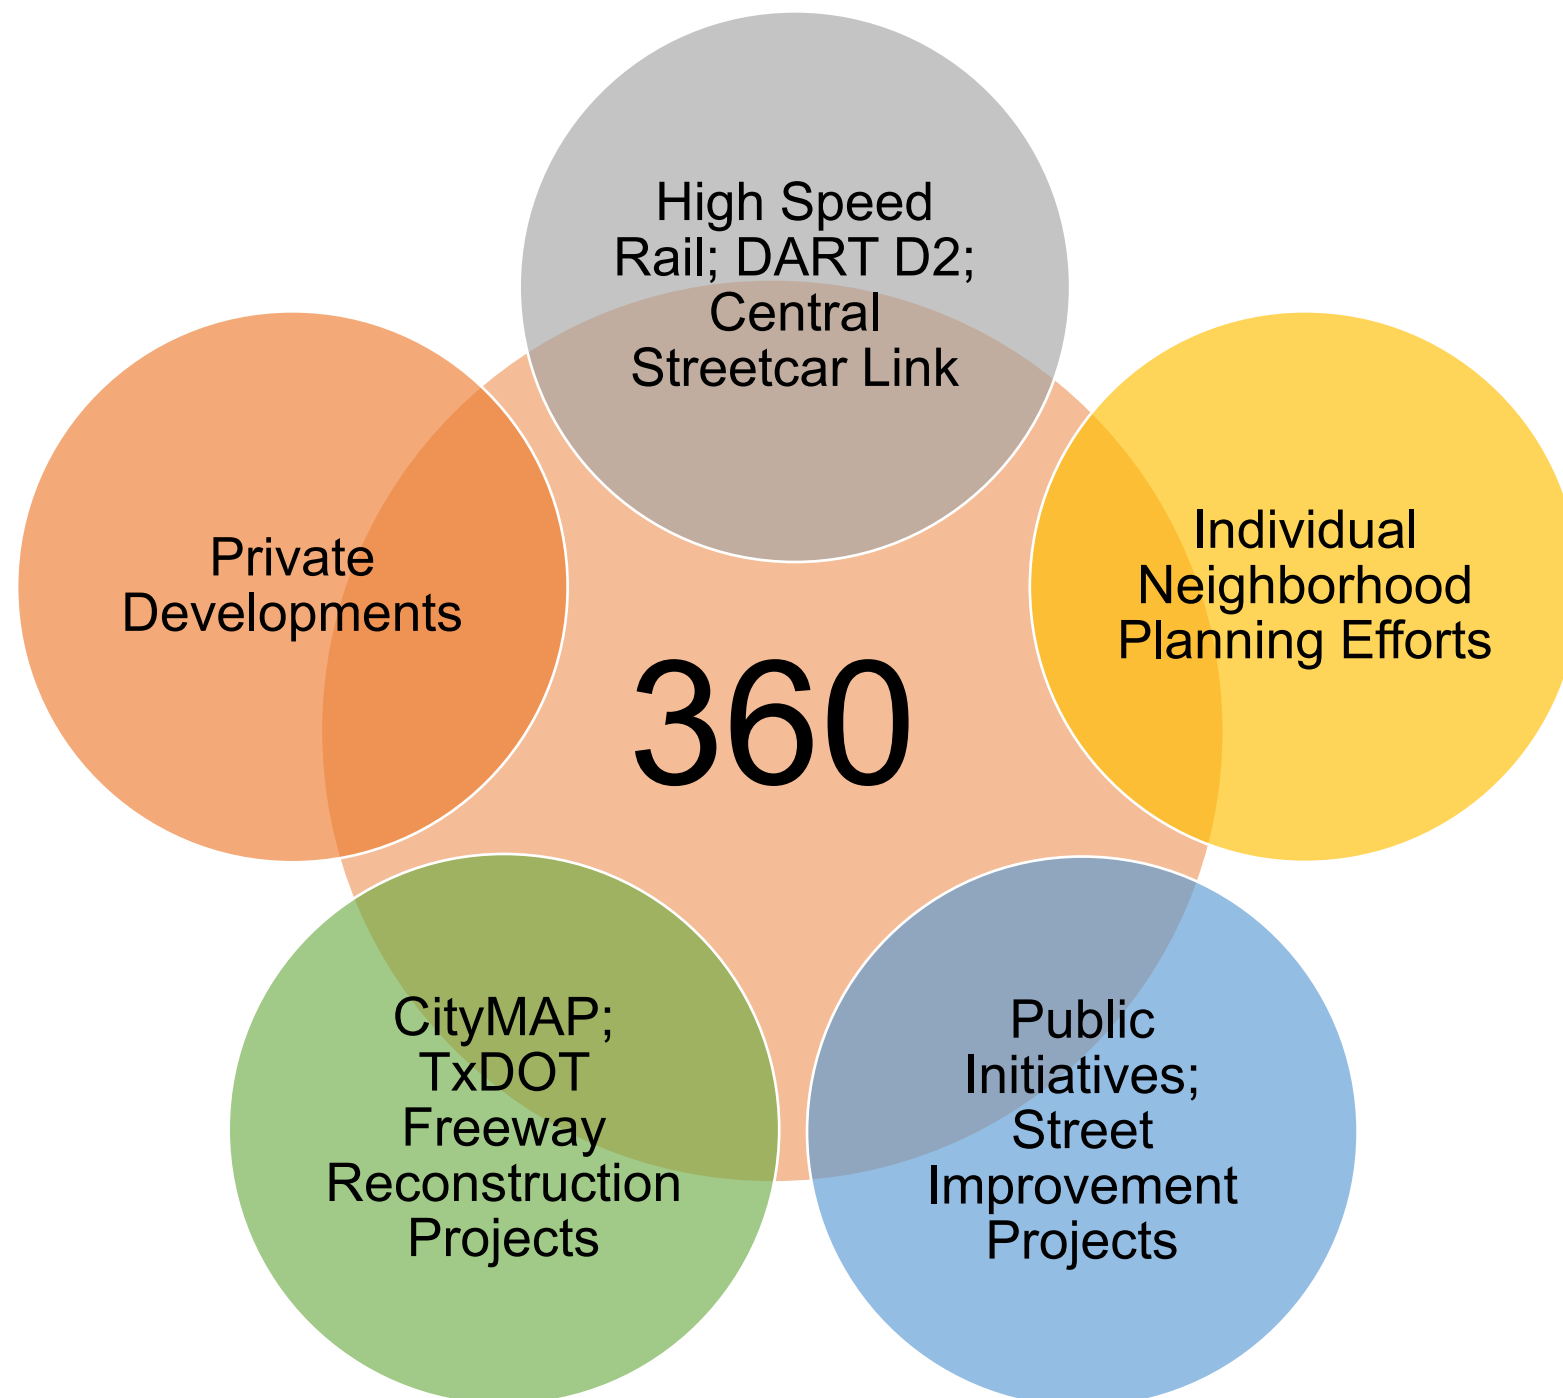 High Speed
Rail; DART D2;
Central
Streetcar Link
Individual
Neighborhood
Planning Efforts
Private
Developments
360
CityMAP;
TxDOT
Freeway
Reconstruction
Projects
Public
Initiatives;
Street
Improvement
Projects